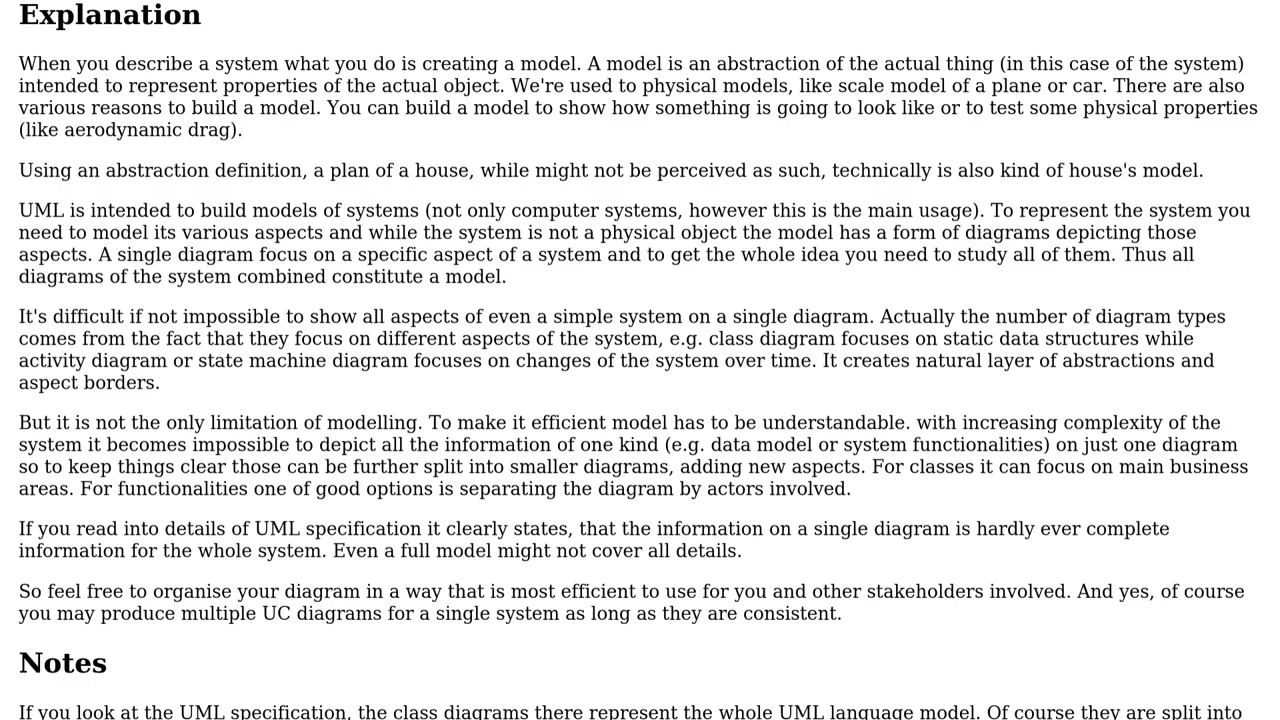 Explanation
When you describe a system what you do is creating a model. A model is an abstraction of the actual thing (in this case of the system)
intended to represent properties of the actual object. We're used to physical models, like scale model of a plane or car. There are also
various reasons to build a model. You can build a model to show how something is going to look like or to test some physical properties
(like aerodynamic drag).
Using an abstraction definition, a plan of a house, while might not be perceived as such, technically is also kind of house's model.
UML is intended to build models of systems (not only computer systems, however this is the main usage). To represent the system you
need to model its various aspects and while the system is not a physical object the model has a form of diagrams depicting those
aspects. A single diagram focus on a specific aspect of a system and to get the whole idea you need to study all of them. Thus all
diagrams of the system combined constitute a model.
It's difficult if not impossible to show all aspects of even a simple system on a single diagram. Actually the number of diagram types
comes from the fact that they focus on different aspects of the system, e.g. class diagram focuses on static data structures while
activity diagram or state machine diagram focuses on changes of the system over time. It creates natural layer of abstractions and
aspect borders.
But it is not the only limitation of modelling. To make it efficient model has to be understandable. with increasing complexity of the
system it becomes impossible to depict all the information of one kind (e.g. data model or system functionalities) on just one diagram
so to keep things clear those can be further split into smaller diagrams, adding new aspects. For classes it can focus on main business
areas. For functionalities one of good options is separating the diagram by actors involved.
If you read into details of UML specification it clearly states, that the information on a single diagram is hardly ever complete
information for the whole system. Even a full model might not cover all details.
So feel free to organise your diagram in a way that is most efficient to use for you and other stakeholders involved. And yes, of course
you may produce multiple UC diagrams for a single system as long as they are consistent.
Notes
If you look at the UML specification, the class diagrams there represent the whole UML language model. Of course they are split into